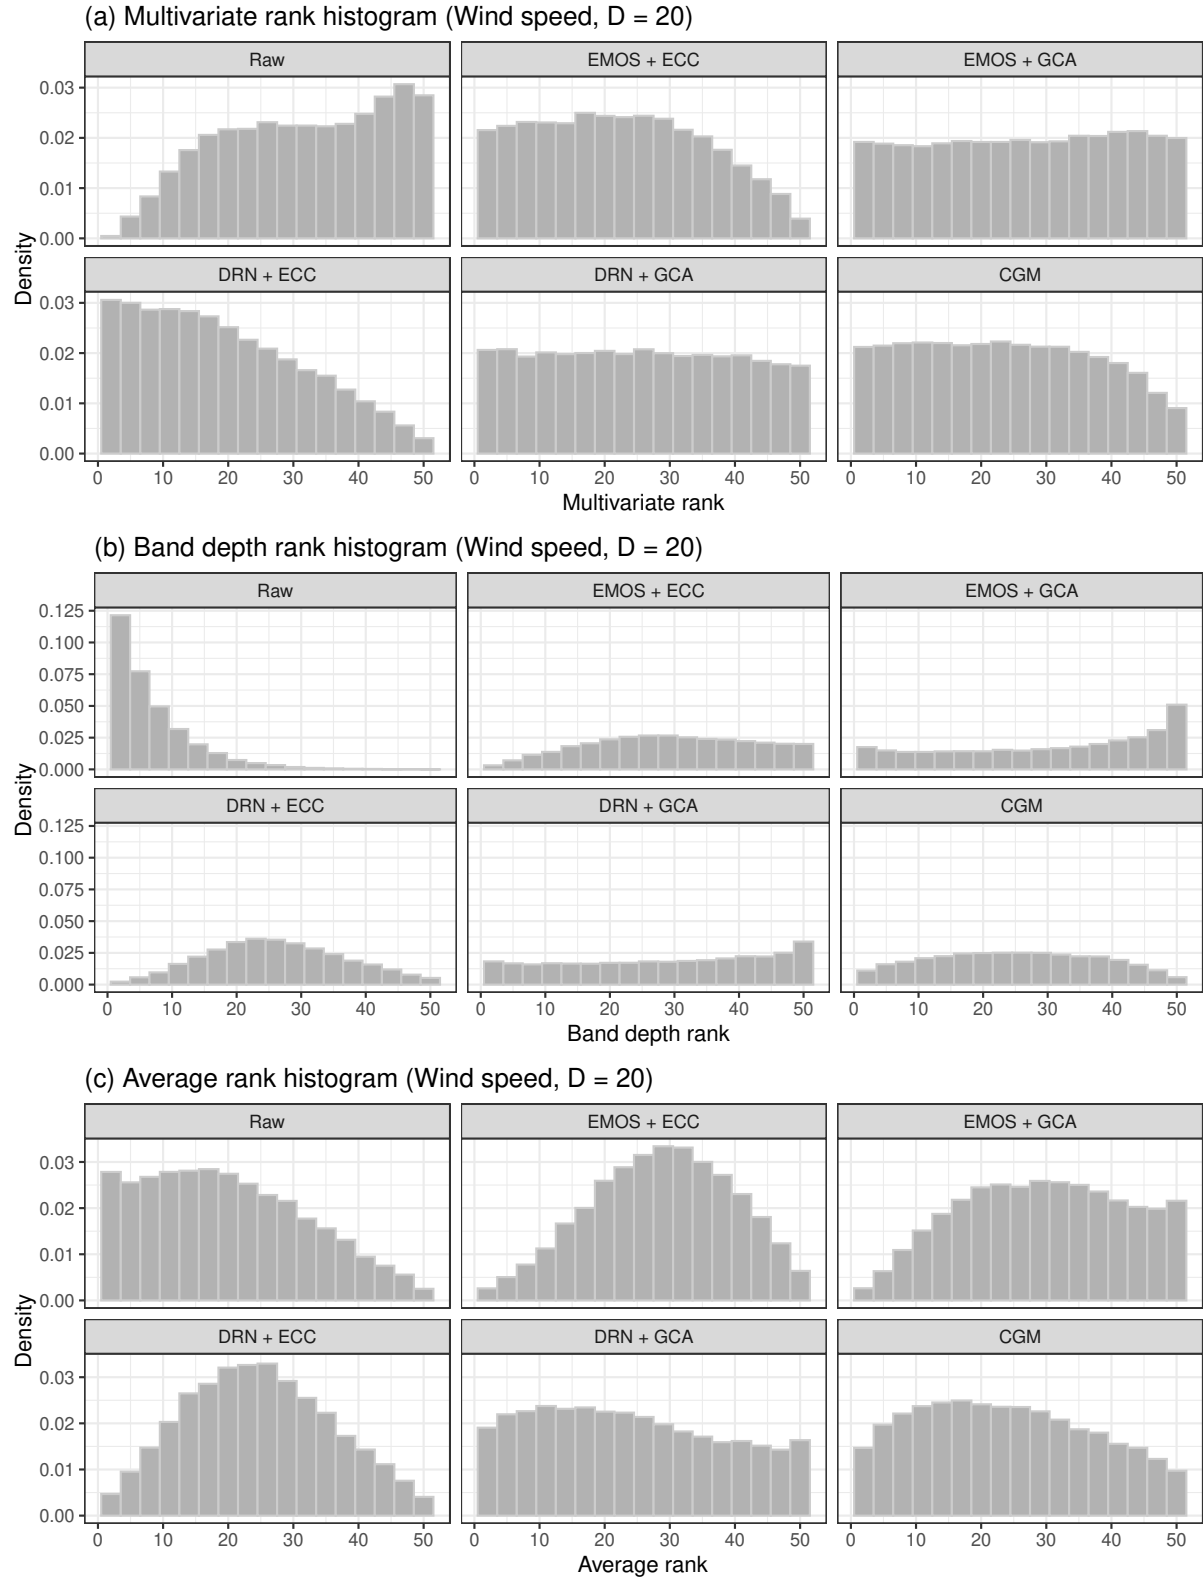 (a) Multivariate rank histogram (Wind speed, D = 20)
Raw
EMOS + ECC
EMOS + GCA
0.03
0.02
0.01
0.00
DRN + ECC
DRN + GCA
CGM
0.03
0.02
0.01
0.00
Density
0 10 20 30 40 50
0 10 20 30 40 50
0 10 20 30 40 50
Multivariate rank
(b) Band depth rank histogram (Wind speed, D = 20)
Raw
EMOS + ECC
EMOS + GCA
0.125
0.100
0.075
0.050
0.025
0.000
DRN + ECC
DRN + GCA
CGM
0.125
0.100
0.075
0.050
0.025
0.000
Density
0 10 20 30 40 50
0 10 20 30 40 50
0 10 20 30 40 50
Band depth rank
(c) Average rank histogram (Wind speed, D = 20)
Raw
EMOS + ECC
EMOS + GCA
0.03
0.02
0.01
0.00
DRN + ECC
DRN + GCA
CGM
0.03
0.02
0.01
0.00
Density
0 10 20 30 40 50
0 10 20 30 40 50
0 10 20 30 40 50
Average rank